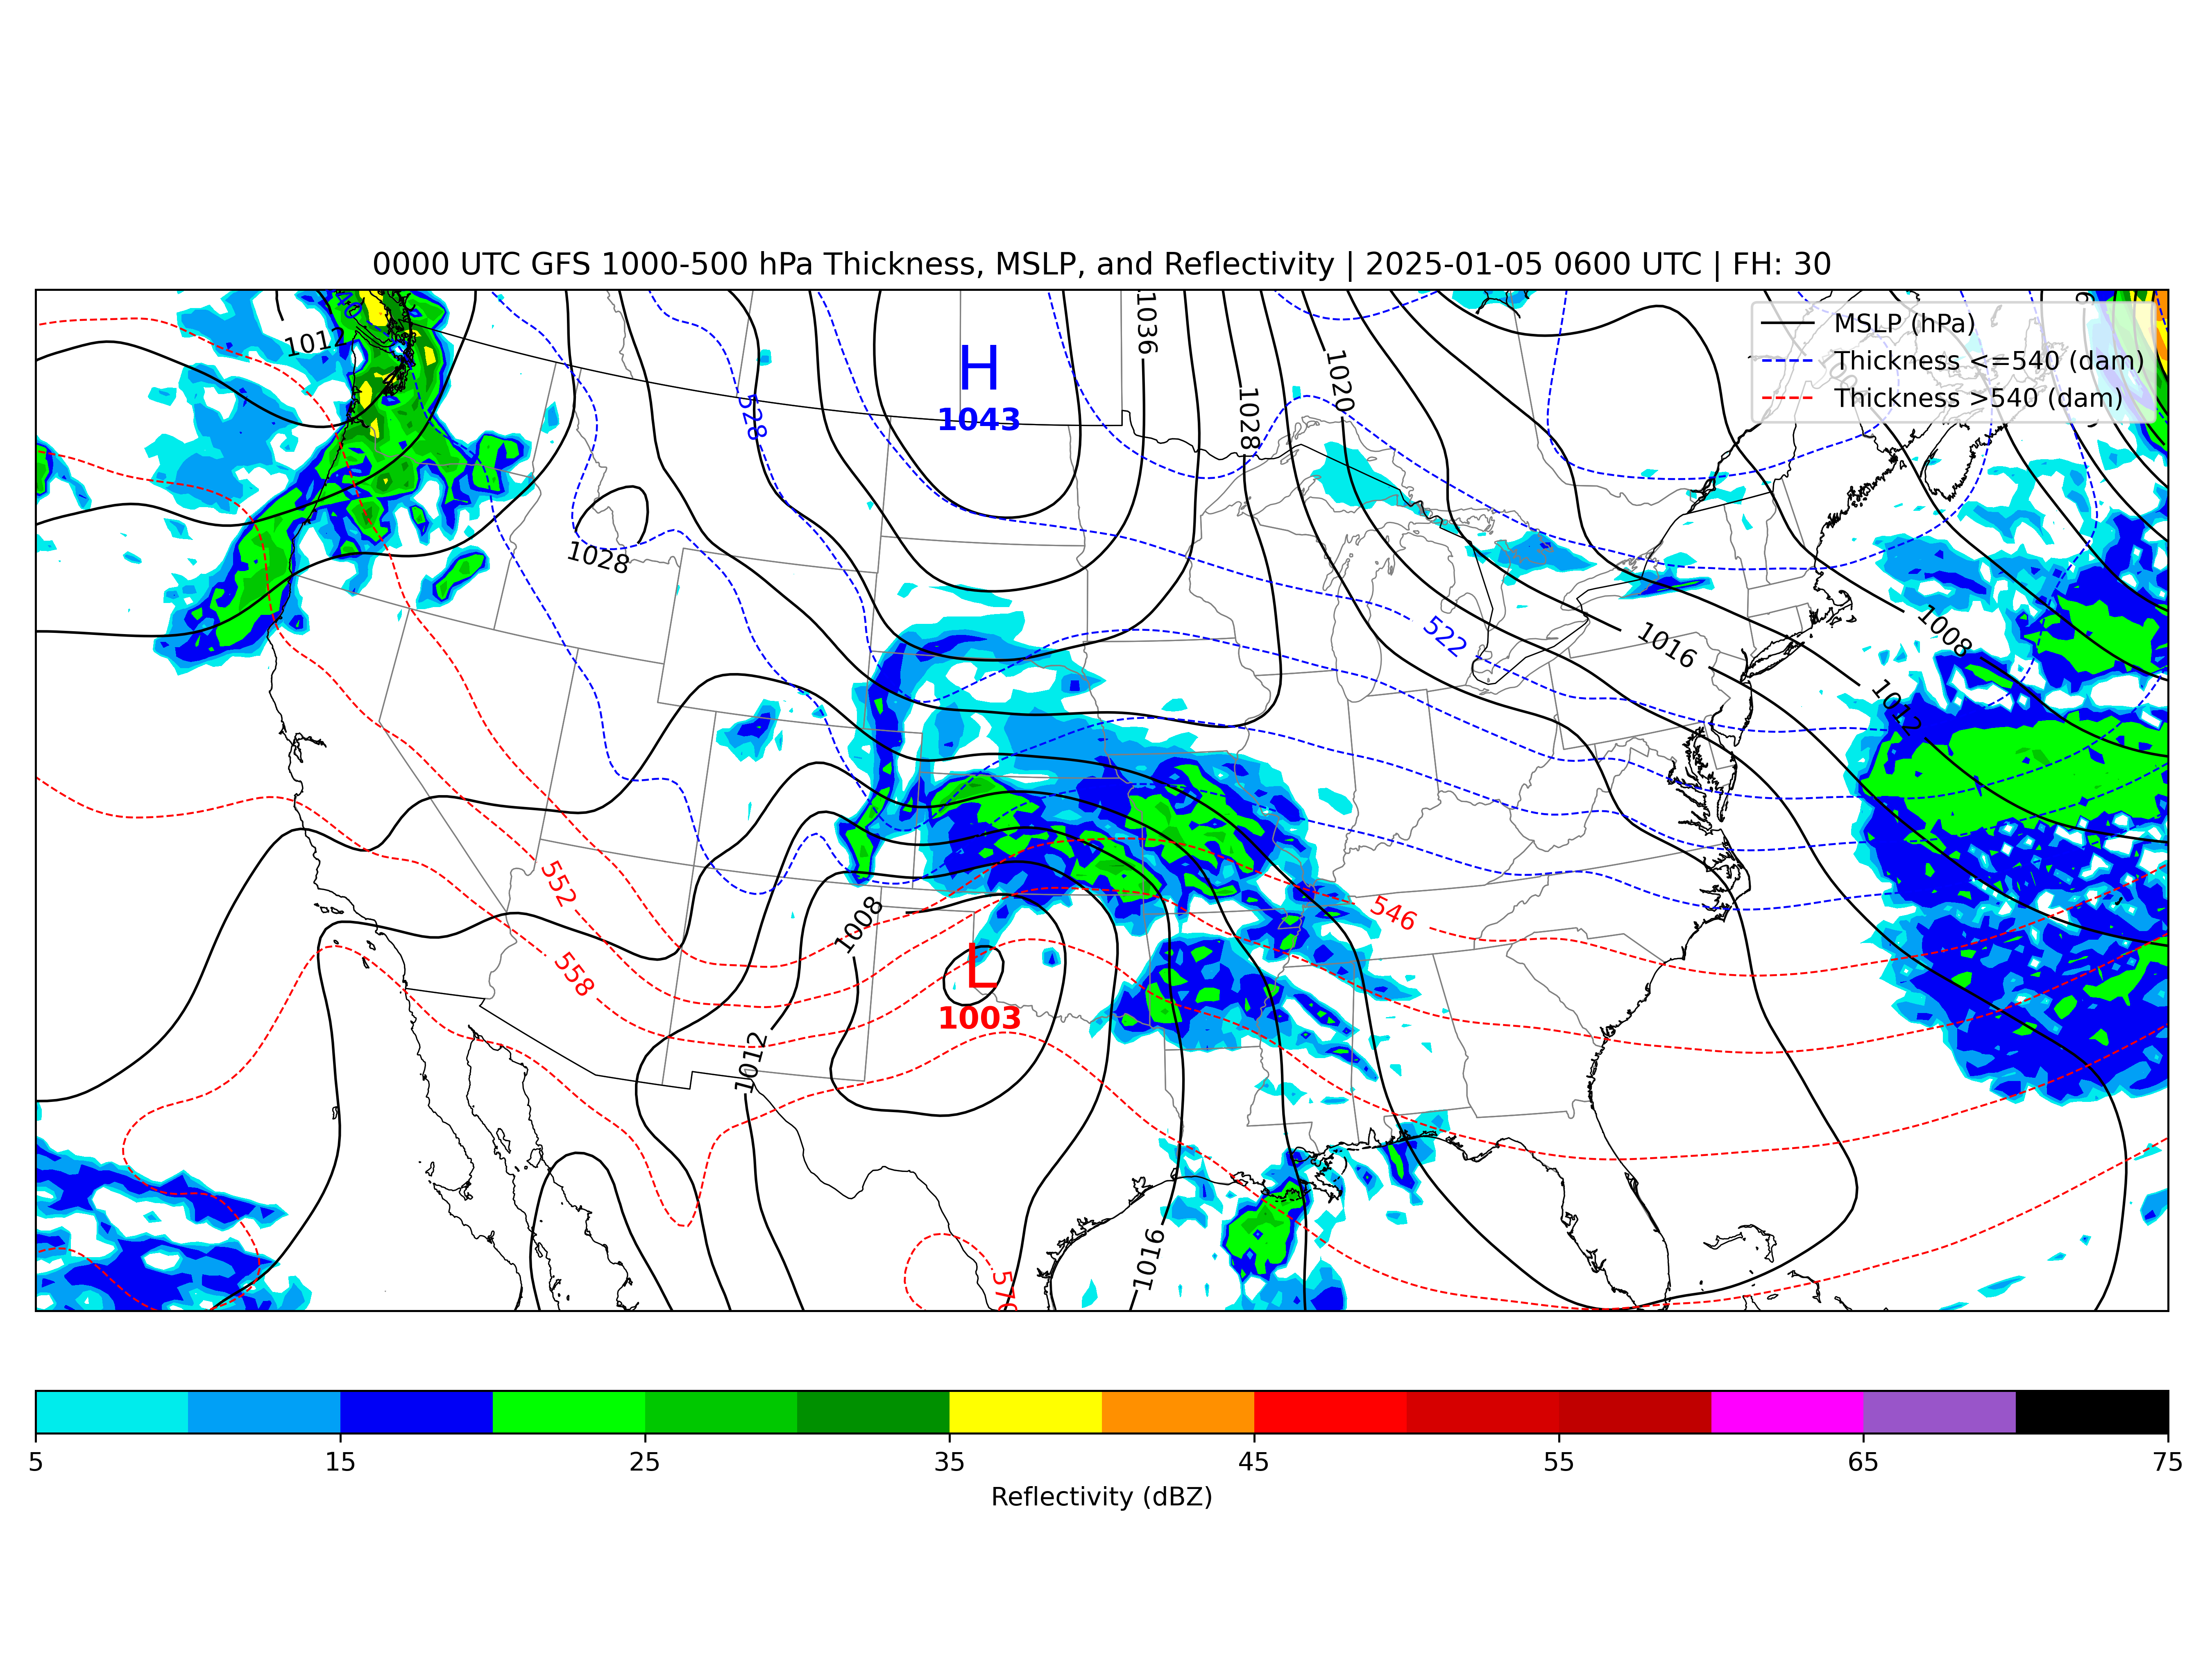 0000 UTC GFS 1000-500 hPa Thickness, MSLP, and Reflectivity | 2025-01-05 0600 UTC | FH: 30
MSLP (hPa)
Thickness <=540 (dam)
Thickness >540 (dam)
1012
1036
H
1043
528
1020
1028
1028
522
1016
1008
1012
552
546
1008
558
L
1003
1012
1016
570
5 15 25 35 45 55 65 75
Reflectivity (dBZ)